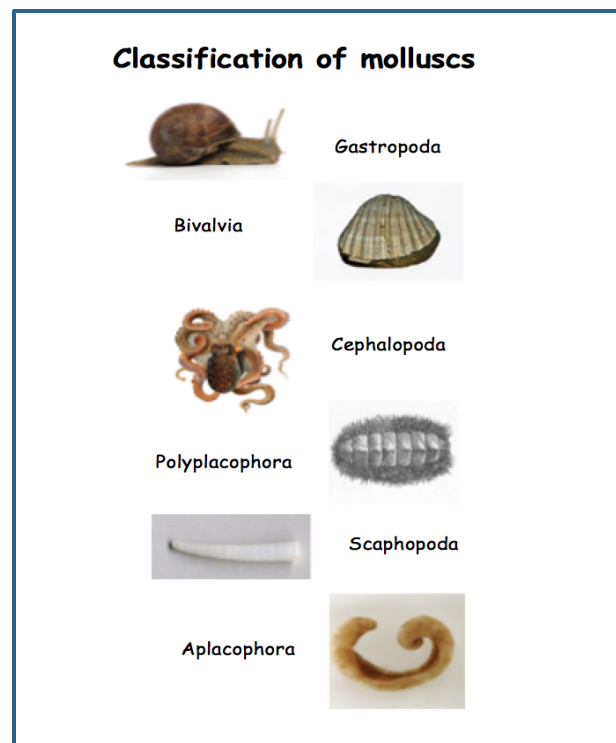 Classification of molluscs
Gastropoda
Bivalvia
Cephalopoda
Polyplacophora
Scaphopoda
Aplacophora